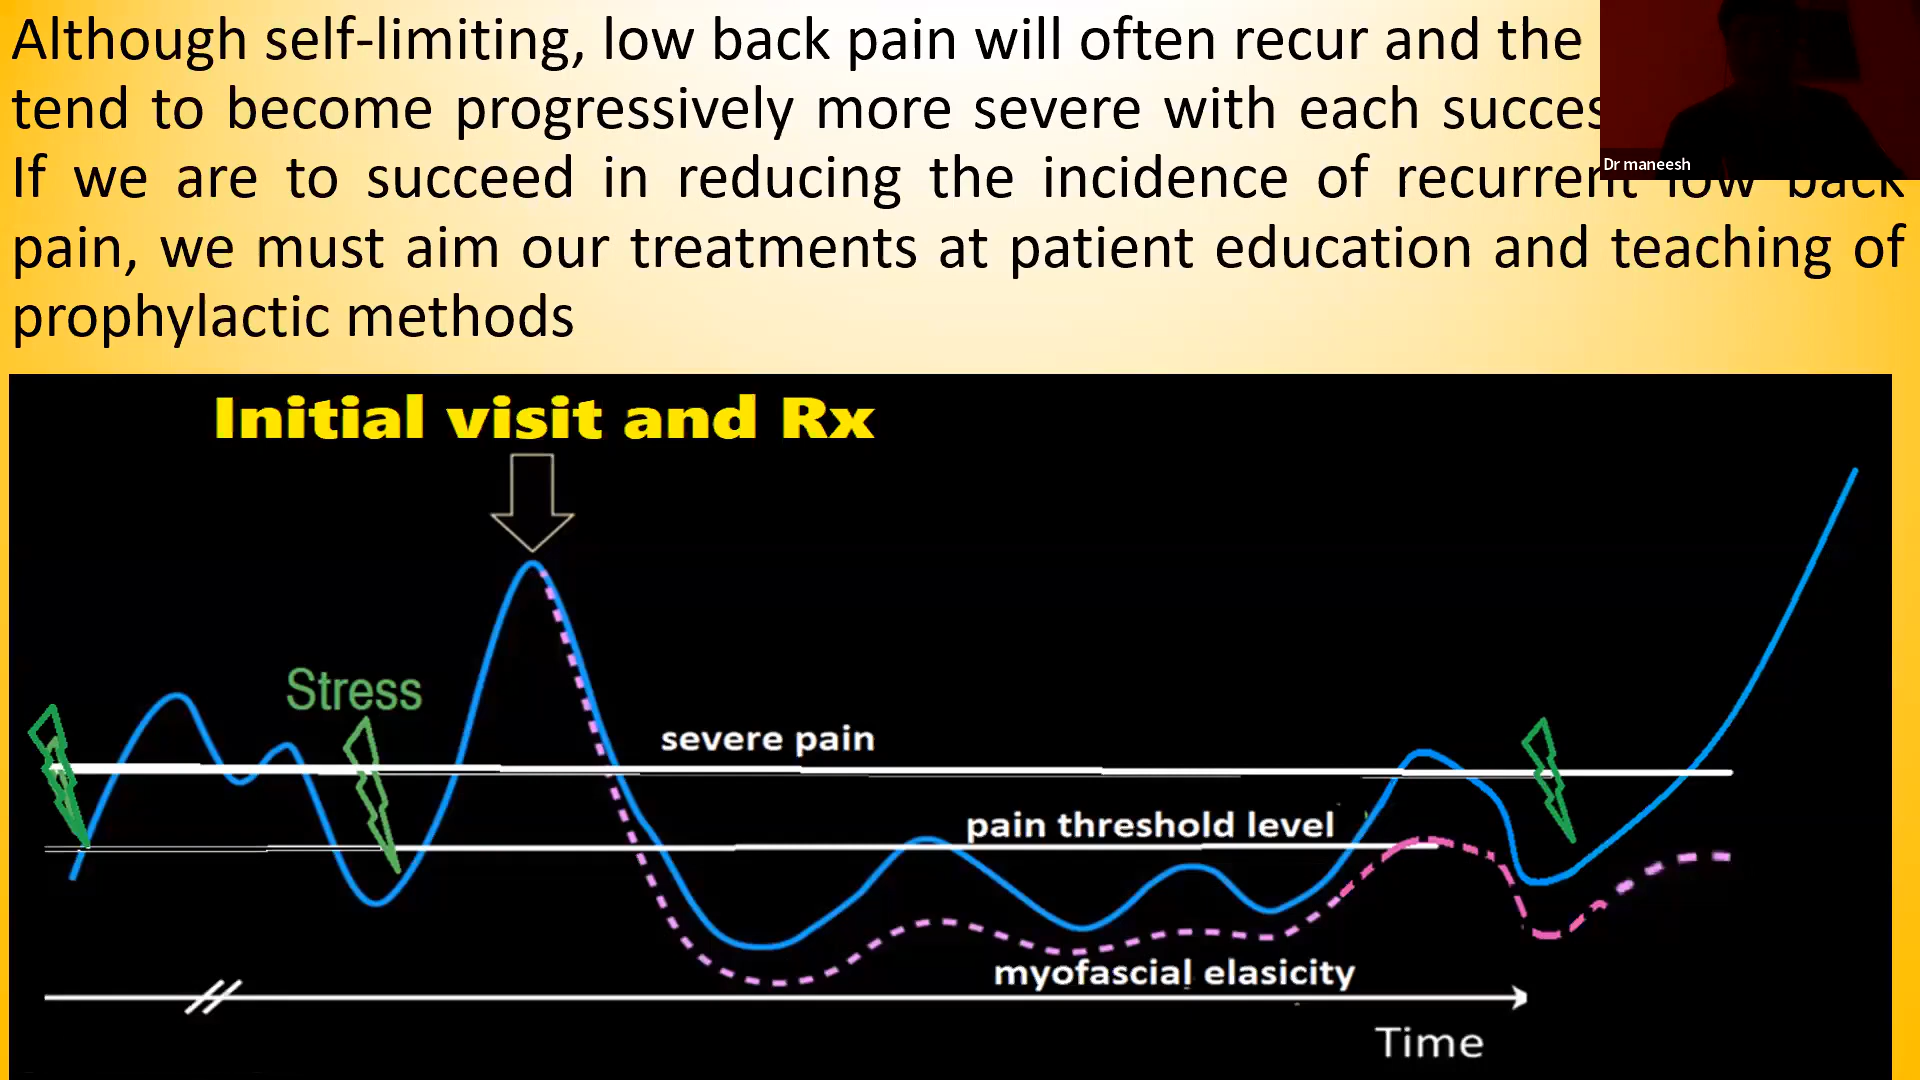 Although self-limiting, low back pain will often recur and the
tend to become progressively more severe with each
Dr maneesh
If we are to succeed in reducing the incidence of recurrent low back
pain, we must aim our treatments at patient education and teaching of
prophylactic methods
Initial visit and Rx
Stress
severe pain
pain threshold level
myofascial elasicity
Time